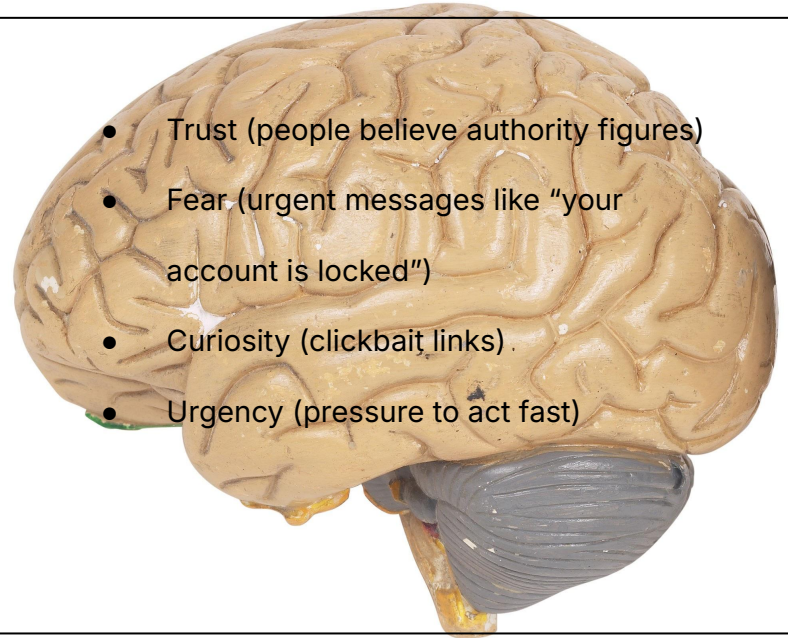 ● Trust (people believe authority figures)
● Fear (urgent messages like “your
account is locked”)
● Curiosity (clickbait links)
● Urgency (pressure to act fast)